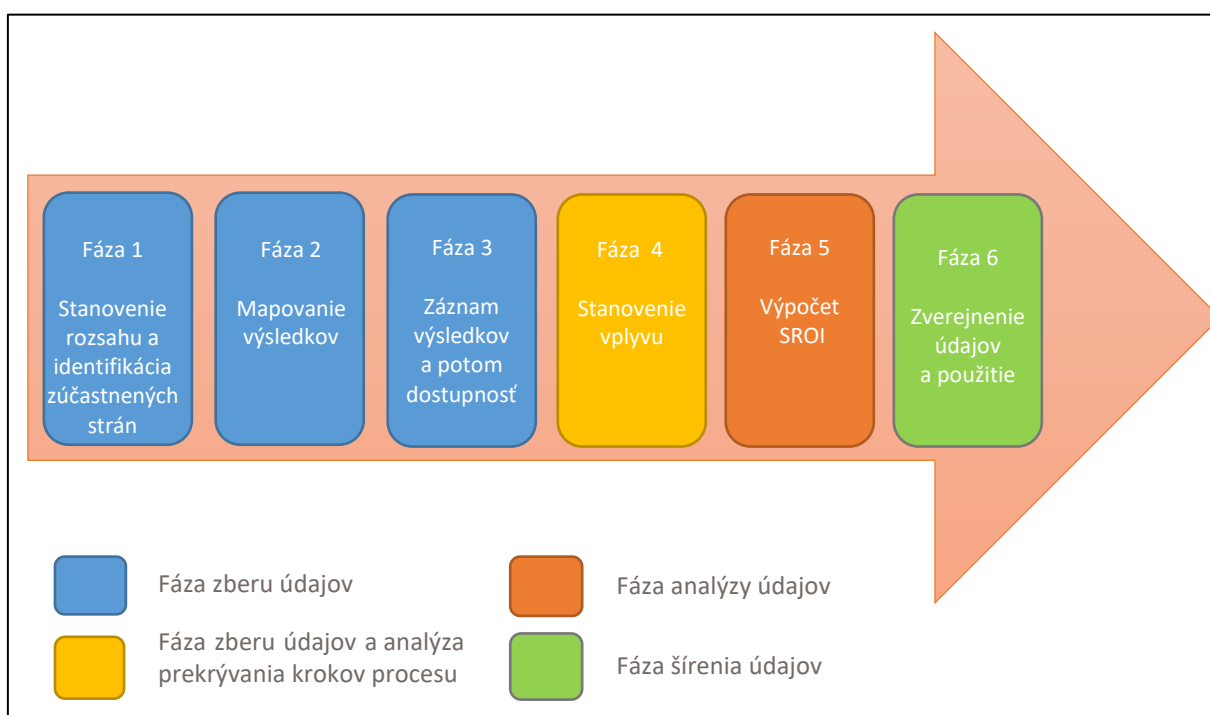 Fáza 1
Stanovenie
rozsahu a
identifikácia
zúčastnených
strán
Fáza 2
Mapovanie
výsledkov
Fáza 3
Záznam
výsledkov
a potom
dostupnosť
Fáza 4
Stanovenie
vplyvu
Fáza 5
Výpočet
SROI
Fáza 6
Zverejnenie
údajov
a použitie
Fáza zberu údajov
Fáza analýzy údajov
Fáza zberu údajov a analýza
prekrývania krokov procesu
Fáza šírenia údajov